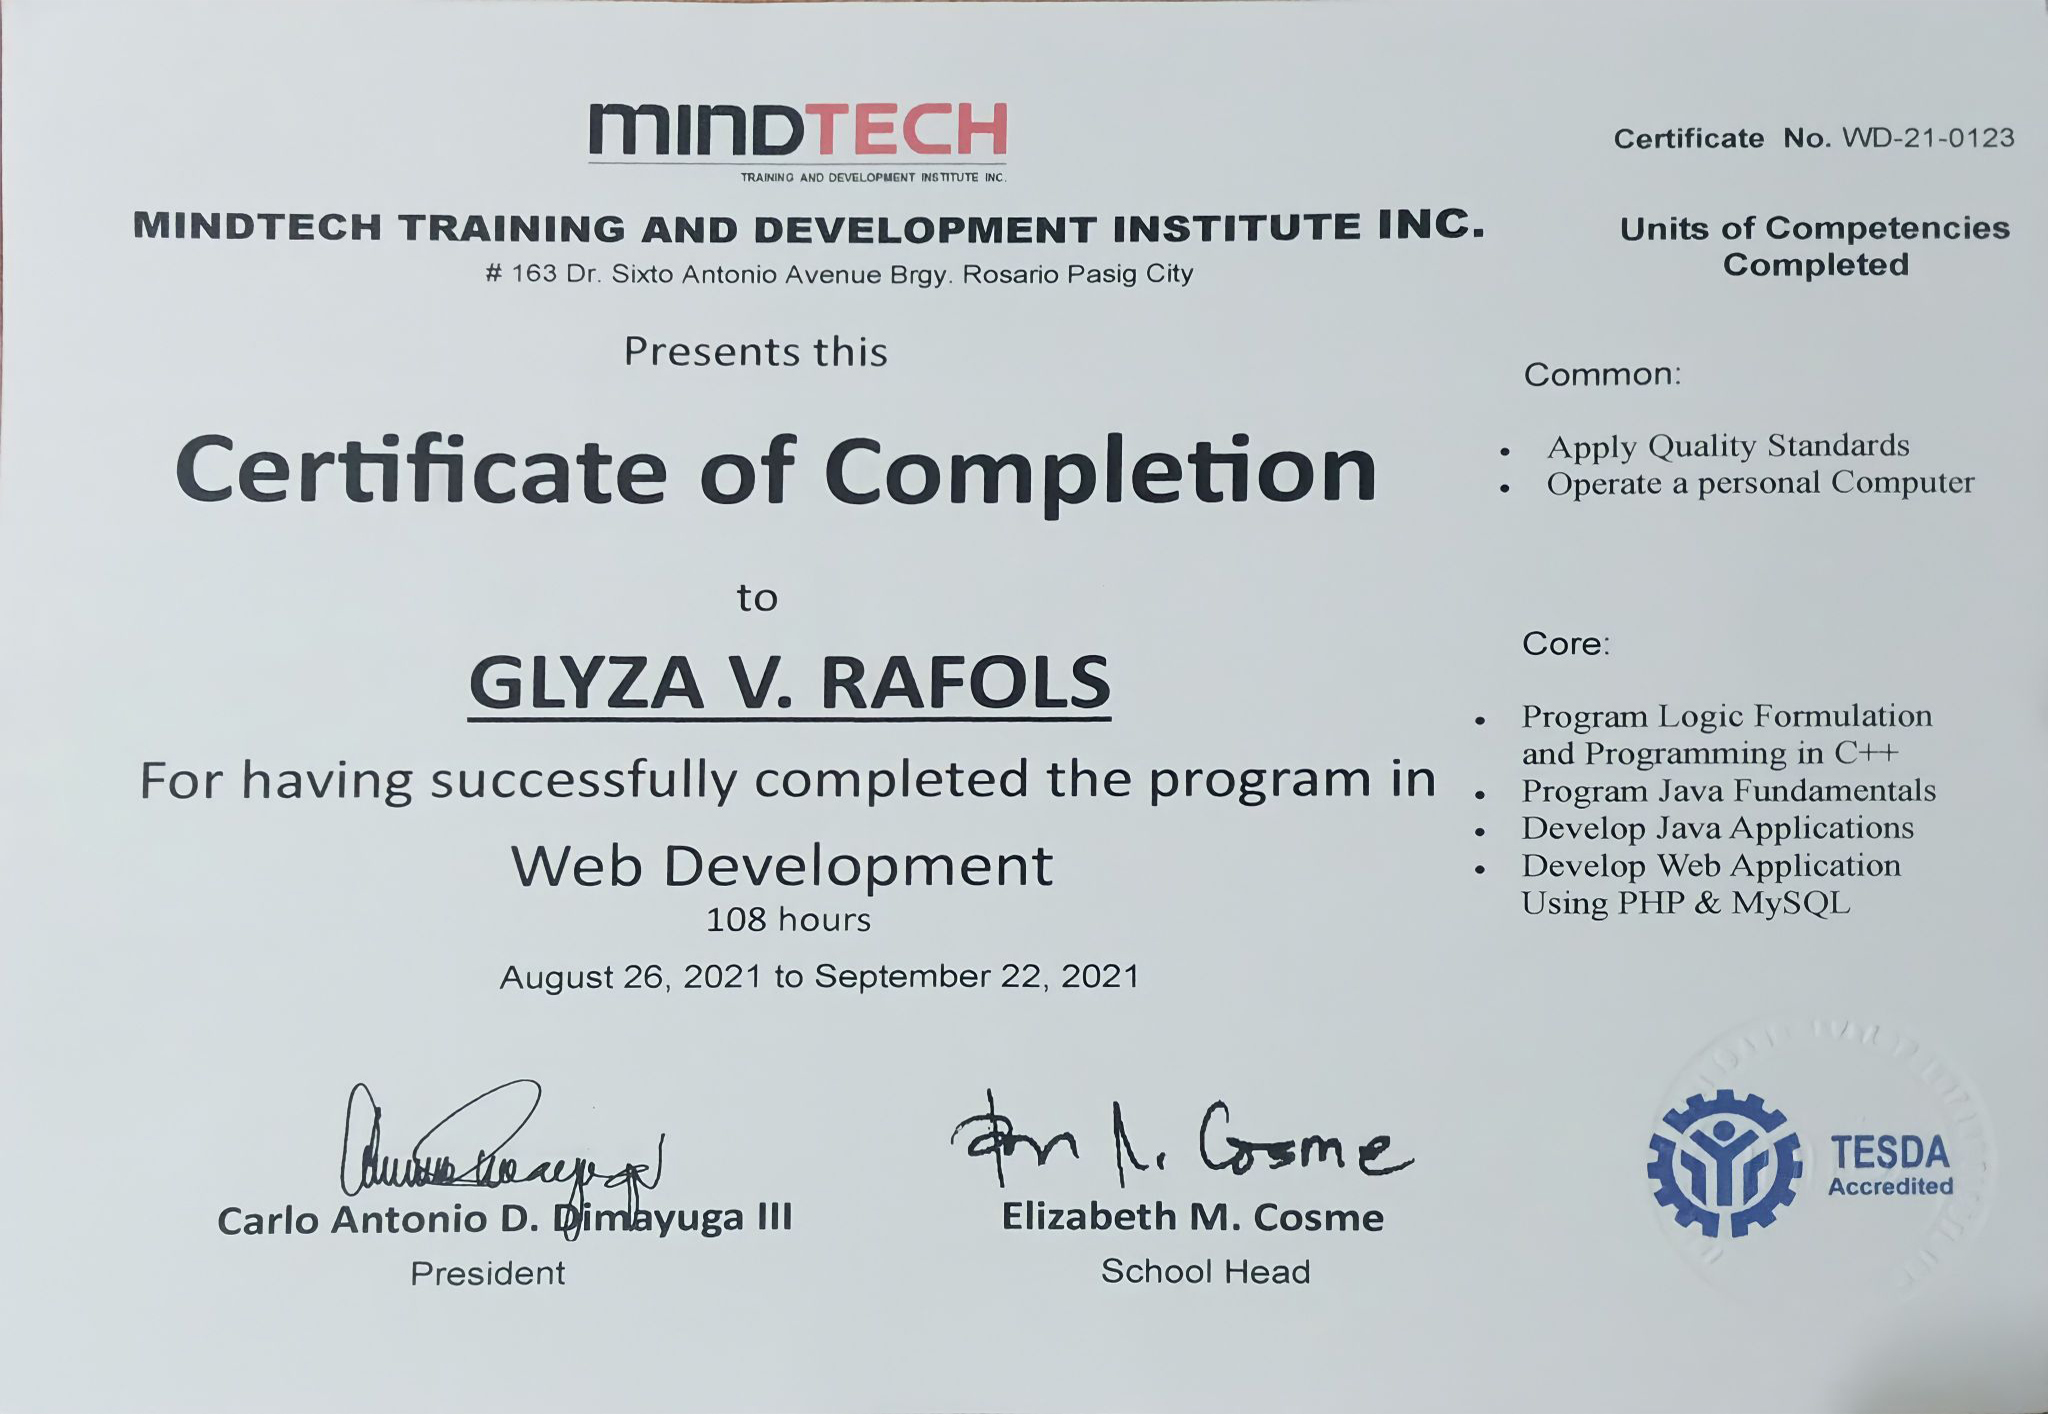 MINDTECH
TRAINING AND DEVELOPMENT INSTITUTE INC.
MINDTECH TRAINING AND DEVELOPMENT INSTITUTE INC.
# 163 Dr. Sixto Antonio Avenue Brgy. Rosario Pasig City
Presents this
Certificate of Completion
to
GLYZA V. RAFOLS
For having successfully completed the program in
Web Development
108 hours
August 26, 2021 to September 22, 2021
Carlo Antonio D. Dimayuga III
President
Cosme
Elizabeth M. Cosme
School Head
Certificate No. WD-21-0123
Units of Competencies
Completed
Common:
• Apply Quality Standards
• Operate a personal Computer
Core:
• Program Logic Formulation
and Programming in C++
• Program Java Fundamentals
• Develop Java Applications
• Develop Web Application
Using PHP & MySQL
TESDA
Accredited